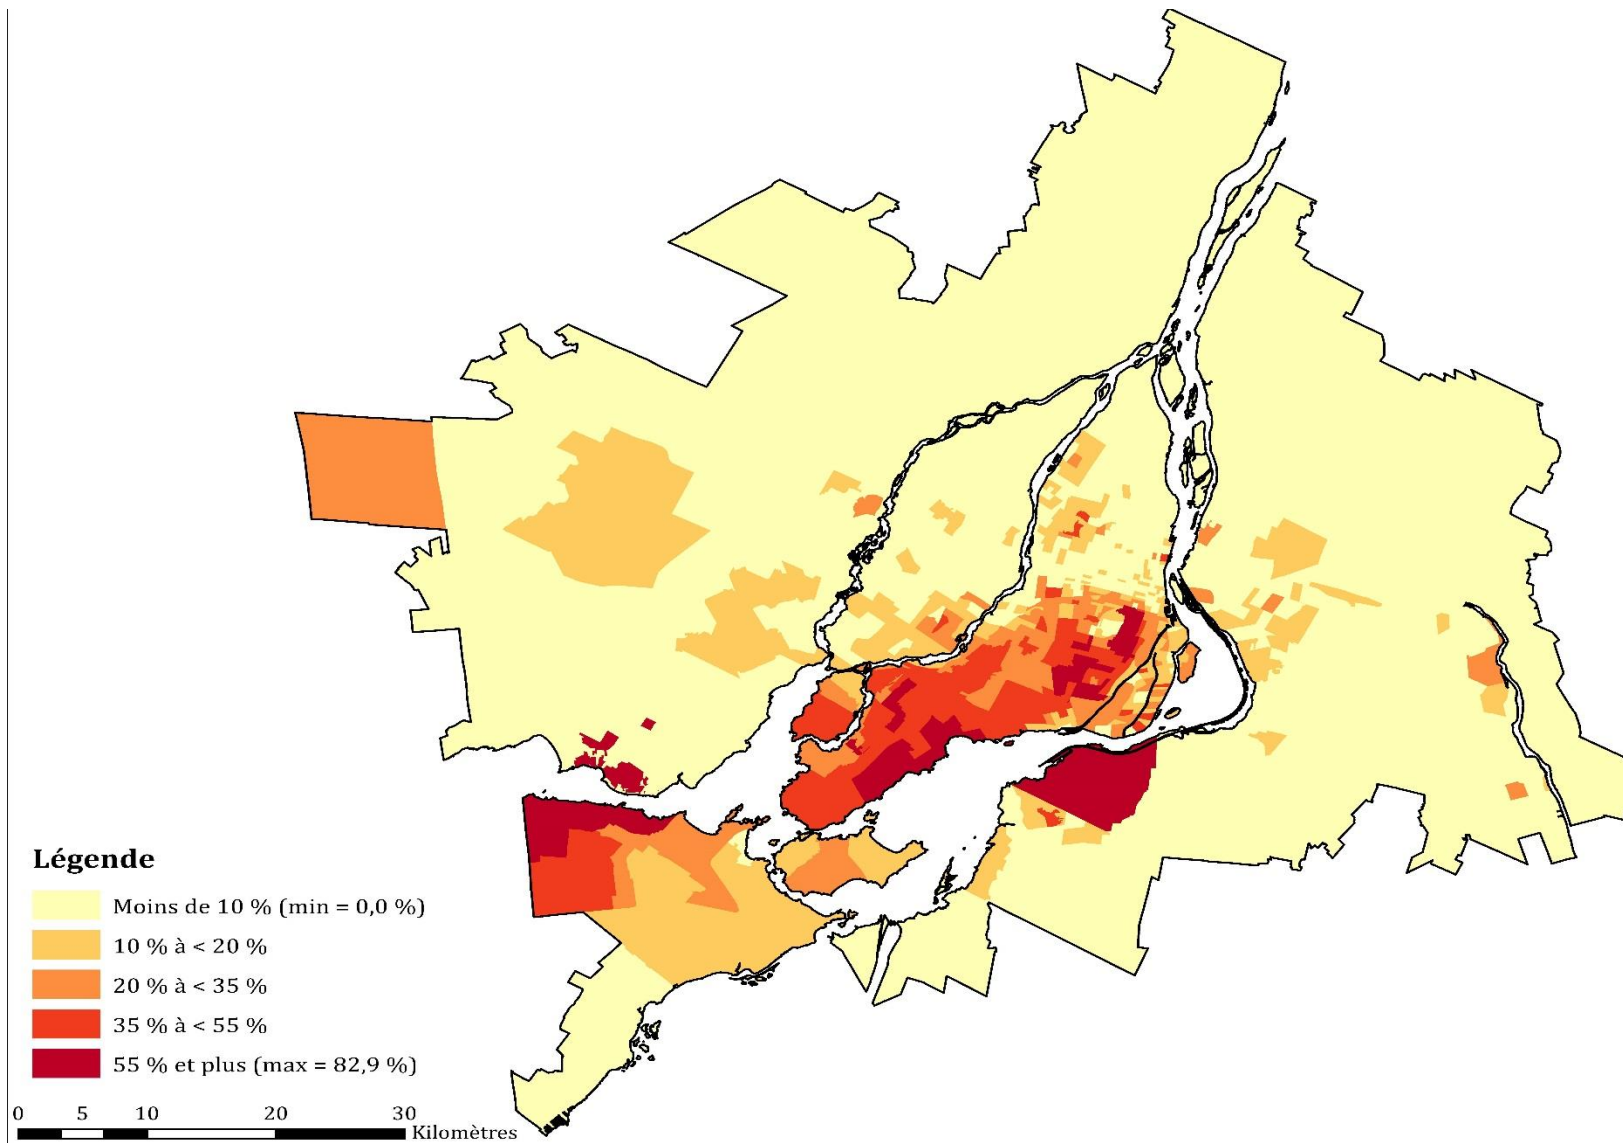 Légende
Moins de 10 % (min = 0,0 %)
10 % à < 20 %
20 % à < 35 %
35 % à < 55 %
55 % et plus (max = 82,9 %)
0 5 10 20 30
Kilomètres